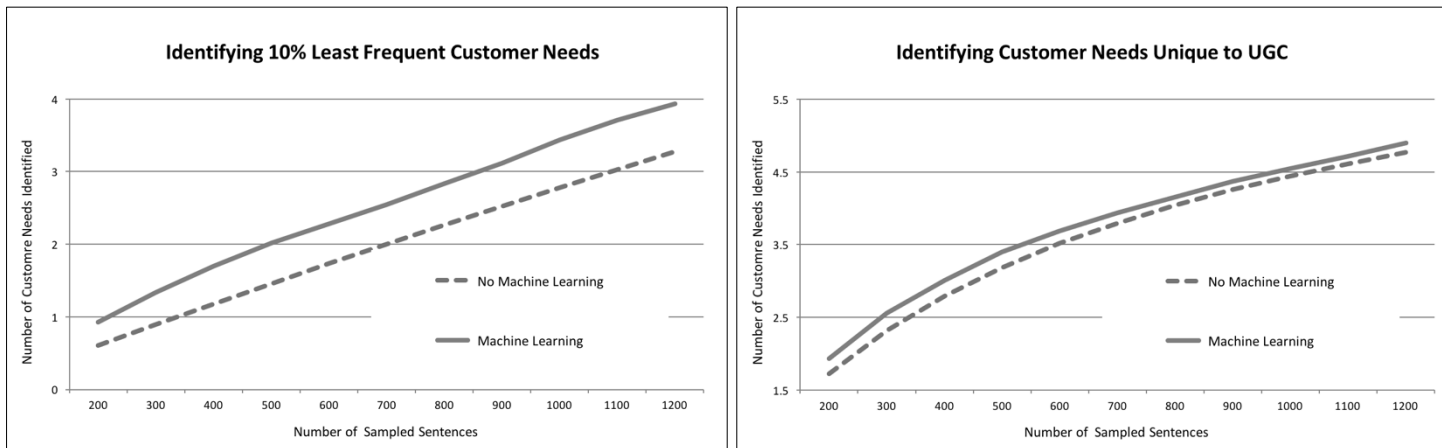 Identifying 10% Least Frequent Customer Needs
Number of Customre Needs Identified
4
3
2
1
0
No Machine Learning
Machine Learning
200 300 400 500 600 700 800 900 1000 1100 1200
Number of Sampled Sentences
Identifying Customer Needs Unique to UGC
Number of Customre Needs Identified
5.5
4.5
3.5
2.5
1.5
No Machine Learning
Machine Learning
200 300 400 500 600 700 800 900 1000 1100 1200
Number of Sampled Sentences